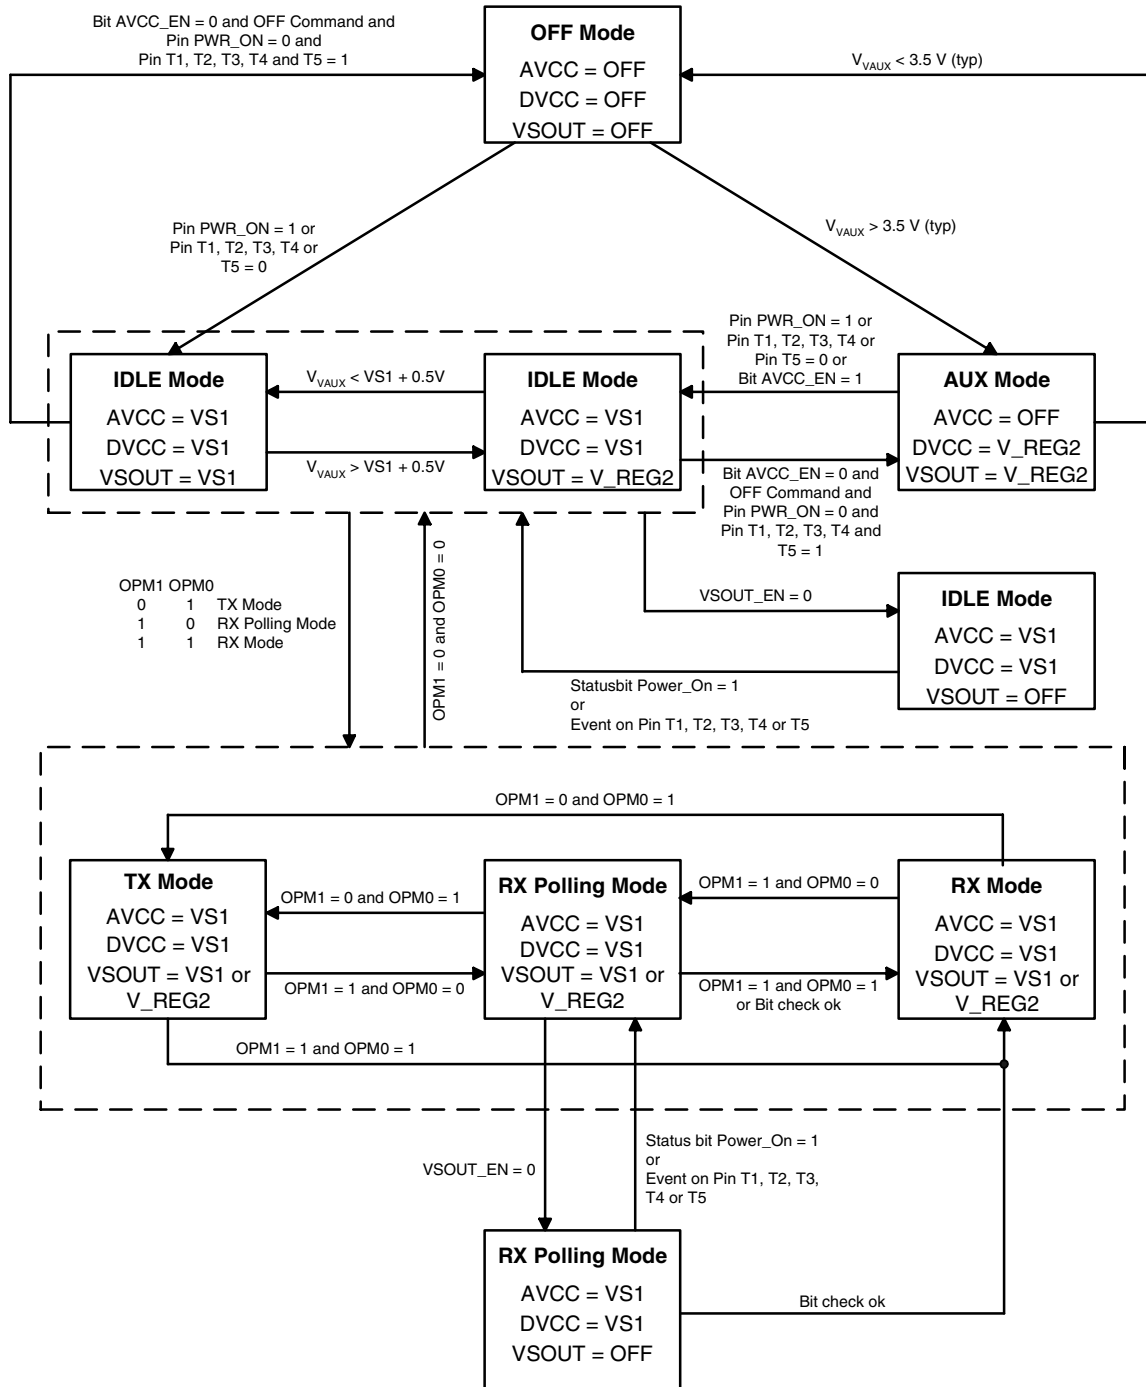 Bit AVCC_EN = 0 and OFF Command and
Pin PWR_ON = 0 and
Pin T1, T2, T3, T4 and T5 = 1
OFF Mode
AVCC = OFF
DVCC = OFF
VSOUT = OFF
VVAUX < 3.5 V (typ)
Pin PWR_ON = 1 or
Pin T1, T2, T3, T4 or
T5 = 0
VVAUX > 3.5 V (typ)
IDLE Mode
AVCC = VS1
DVCC = VS1
VSOUT = VS1
VVAUX < VS1 + 0.5V
VVAUX > VS1 + 0.5V
IDLE Mode
AVCC = VS1
DVCC = VS1
VSOUT = V_REG2
Pin PWR_ON = 1 or
Pin T1, T2, T3, T4 or
Pin T5 = 0 or
Bit AVCC_EN = 1
Bit AVCC_EN = 0 and
OFF Command and
Pin PWR_ON = 0 and
Pin T1, T2, T3, T4 and
T5 = 1
AUX Mode
AVCC = OFF
DVCC = V_REG2
VSOUT = V_REG2
OPM1 OPM0
0 1 TX Mode
1 0 RX Polling Mode
1 1 RX Mode
OPM1 = 0 and OPM0 = 0
VSOUT_EN = 0
Statusbit Power_On = 1
or
Event on Pin T1, T2, T3, T4 or T5
IDLE Mode
AVCC = VS1
DVCC = VS1
VSOUT = OFF
OPM1 = 0 and OPM0 = 1
TX Mode
AVCC = VS1
DVCC = VS1
VSOUT = VS1 or
V_REG2
OPM1 = 0 and OPM0 = 1
OPM1 = 1 and OPM0 = 0
RX Polling Mode
AVCC = VS1
DVCC = VS1
VSOUT = VS1 or
V_REG2
OPM1 = 1 and OPM0 = 0
OPM1 = 1 and OPM0 = 1
or Bit check ok
RX Mode
AVCC = VS1
DVCC = VS1
VSOUT = VS1 or
V_REG2
OPM1 = 1 and OPM0 = 1
VSOUT_EN = 0
Status bit Power_On = 1
or
Event on Pin T1, T2, T3,
T4 or T5
RX Polling Mode
AVCC = VS1
DVCC = VS1
VSOUT = OFF
Bit check ok